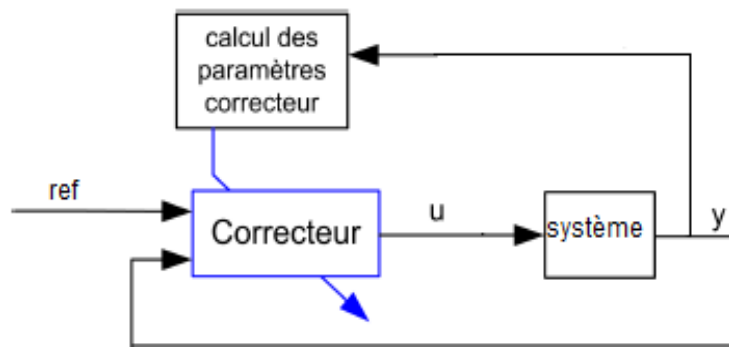 calcul des
paramètres
correcteur
ref
Correcteur
u
système
y